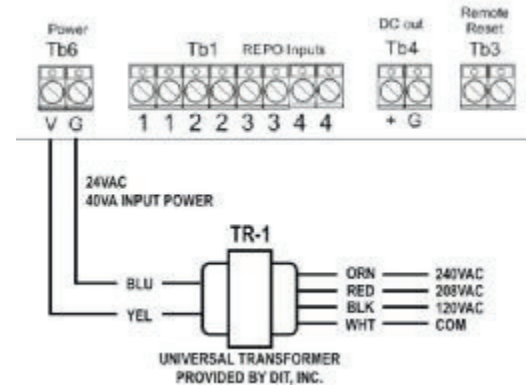 Power
Tb6
Tb1 REPO Inputs
DC out
Tb4
Remote
Reset
Tb3
V G
1 1 2 2 3 3 4 4
+ G
24VAC
40VA INPUT POWER
TR-1
BLU
YEL
ORN 240VAC
RED 208VAC
BLK 120VAC
WHT COM
UNIVERSAL TRANSFORMER
PROVIDED BY DIT, INC.